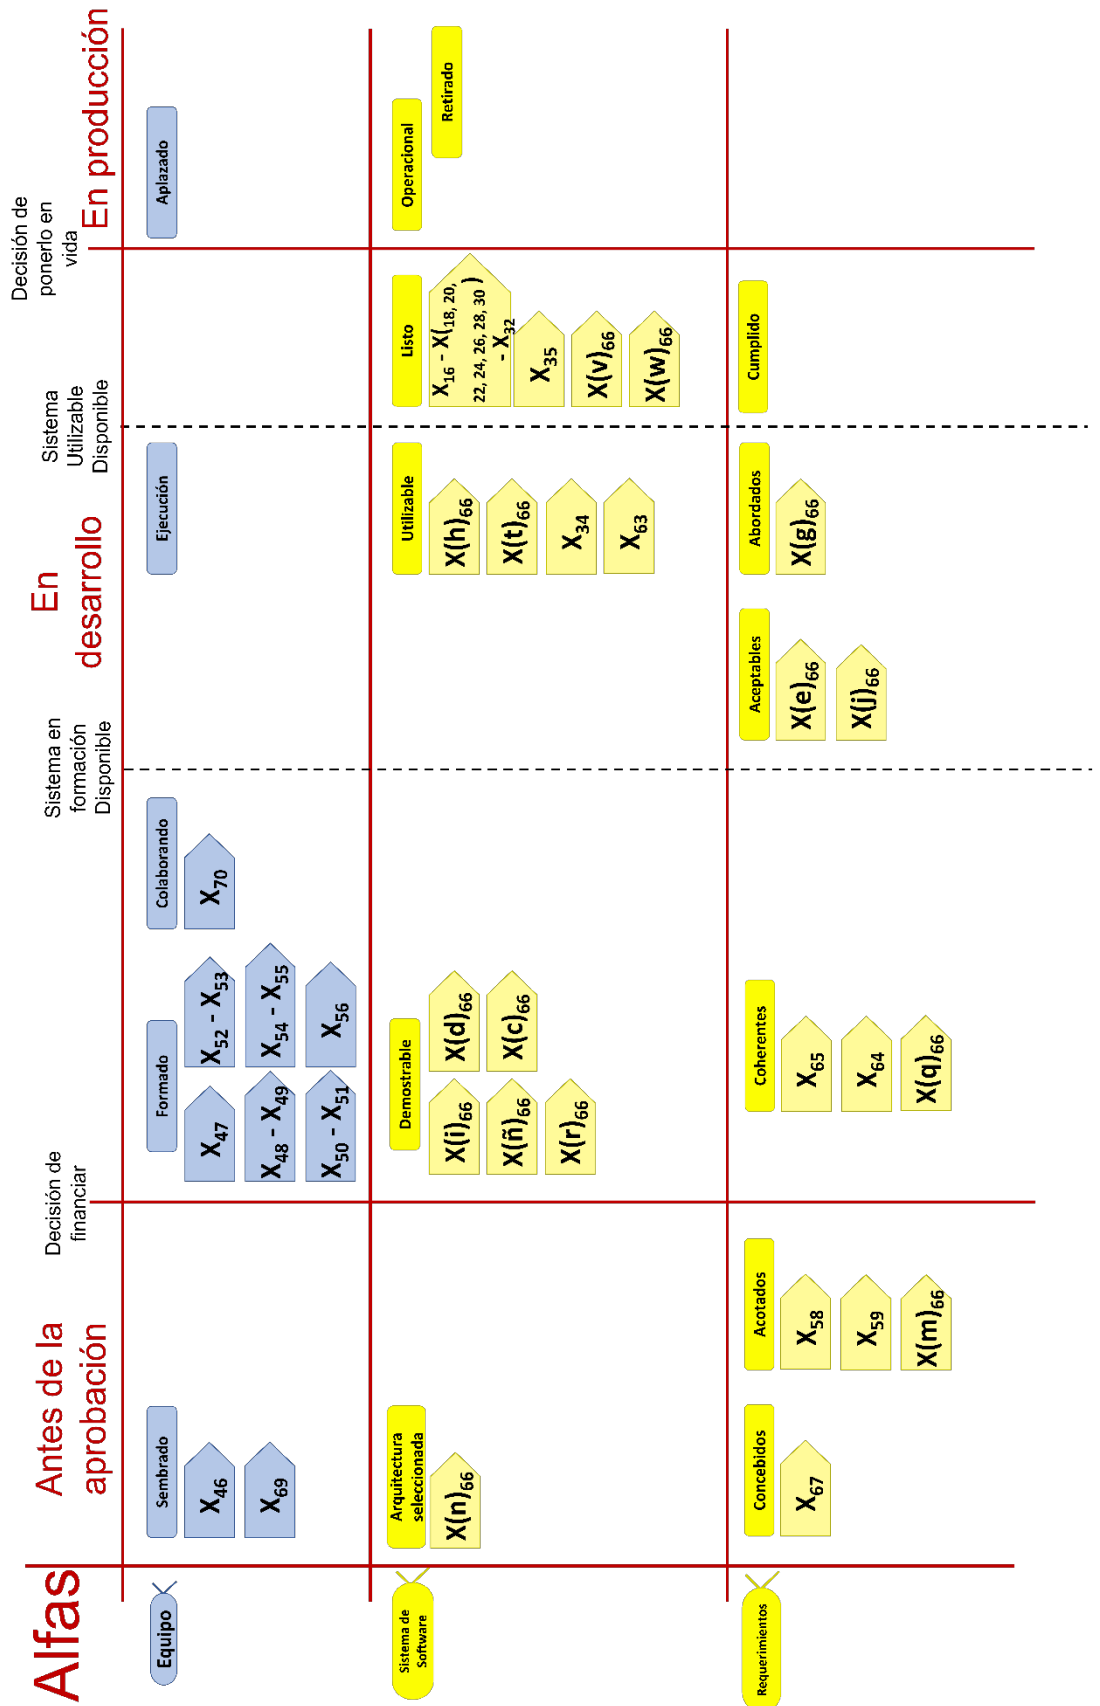 Alfas
Antes de la
aprobación
Decisión de
financiar
En
desarrollo
Sistema en
formación
Disponible
Sistema
Utilizable
Disponible
Decisión de
ponerlo en
vida
En producción
Equipo
Sembrado
X46
X69
Formado
X47
X52 - X53
X48 - X49
X54 - X55
X50 - X51
X56
Colaborando
X70
Ejecución
Aplazado
Sistema de
Software
Arquitectura
seleccionada
X(n)66
Demostrable
X(i)66
X(d)66
X(ñ)66
X(c)66
X(r)66
Utilizable
X(h)66
X(t)66
X34
X63
Listo
X16 - X(18, 20,
22, 24, 26, 28, 30 )
- X32
X35
X(v)66
X(w)66
Operacional
Retirado
Requerimientos
Concebidos
X67
Acotados
X58
X59
X(m)66
Coherentes
X65
X64
X(q)66
Aceptables
X(e)66
X(j)66
Abordados
X(g)66
Cumplido